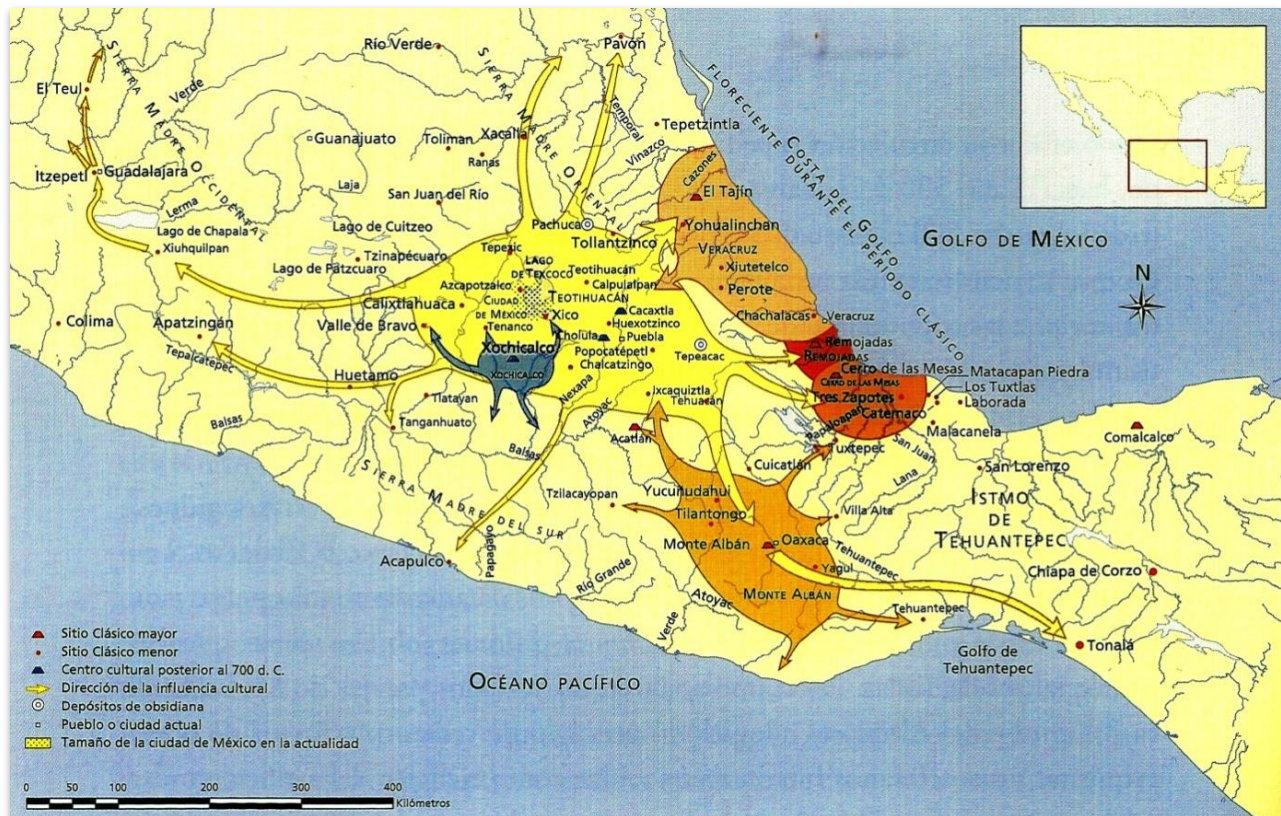 Río Verde
Pavón
SIERRA MADRE OCCIDENTAL
SIERRA MADRE ORIENTAL
El Teul
Verde
Temporal
FLORECIENTE DURANTE EL PERÍODO CLÁSICO
COSTA DEL GOLFO
Guanajuato
Toliman
Xacalla
Ranas
Tepetzintla
Vinazco
Cazones
Itzepetl
Guadalajara
Laja
San Juan del Río
El Tajín
Lerma
Lago de Chapala
Lago de Cuitzeo
Pachuca
Tollantzinco
Yohualinchan
VERACRUZ
GOLFO DE MÉXICO
Xiuhquilpan
Tzinapécuaro
Lago de Pátzcuaro
Tepexic
LAGO
DE TEXCOCO
Teotihuacán
Calpulalpan
Xiutetelco
Perote
N
Azcapotzalco
CIUDAD
DE MÉXICO
TEOTIHUACÁN
Calixtlahuaca
Xico
Cacaxtla
Huexotzinco
Chachalacas
Veracruz
Colima
Apatzingán
Valle de Bravo
Tenanco
Cholula
Puebla
Popocatépetl
Chalcatzingo
Tepeacac
Remojadas
REMOJADAS
Tepalcatepec
Xochicalco
XOCHICALCO
Cerro de las Mesas
CERRO DE LAS MESAS
Matacapan Piedra
Los Tuxtlas
Laborada
Huetamo
Tlatayan
Nexapa
Ixcaquiztla
Tehuacán
Tres Zapotes
Catemaco
Balsas
Tanganhuato
Atoyac
Acatlán
Papaloapan
Tuxtepec
San Juan
Malacanela
Comalcalco
Balsas
SIERRA MADRE DEL SUR
Cuicatlán
Lana
San Lorenzo
Tzilacayopan
Yucuñudahui
Tilantongo
Villa Alta
ISTMO
DE
TEHUANTEPEC
Monte Albán
Oaxaca
Tehuantepec
Acapulco
Papagayo
Río Grande
Yagul
Chiapa de Corzo
Atoyac
MONTE ALBÁN
Verde
Tehuantepec
Golfo de
Tehuantepec
Tonalá
OCÉANO PACÍFICO
Sitio Clásico mayor
Sitio Clásico menor
Centro cultural posterior al 700 d. C.
Dirección de la influencia cultural
Depósitos de obsidiana
Pueblo o ciudad actual
Tamaño de la ciudad de México en la actualidad
0 50 100 200 300 400
Kilómetros